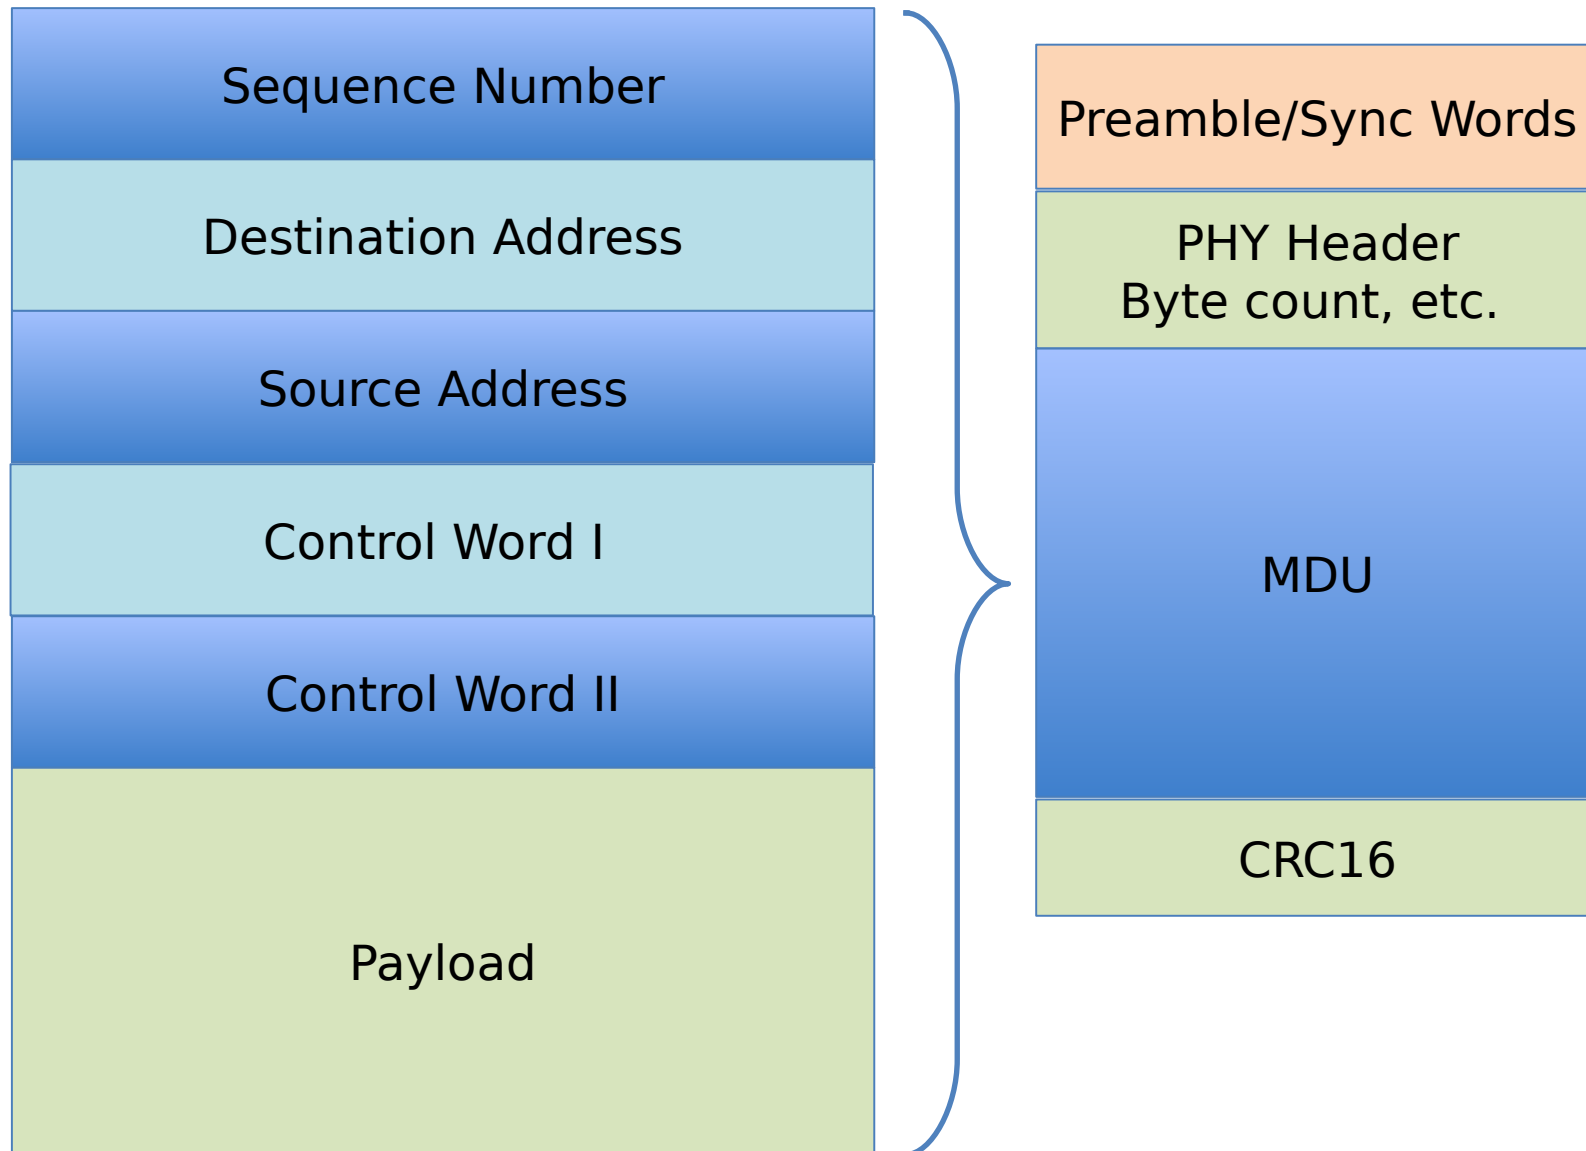 Sequence Number
Destination Address
Source Address
Control Word I
Control Word II
Payload
Preamble/Sync Words
PHY Header
Byte count, etc.
MDU
CRC16